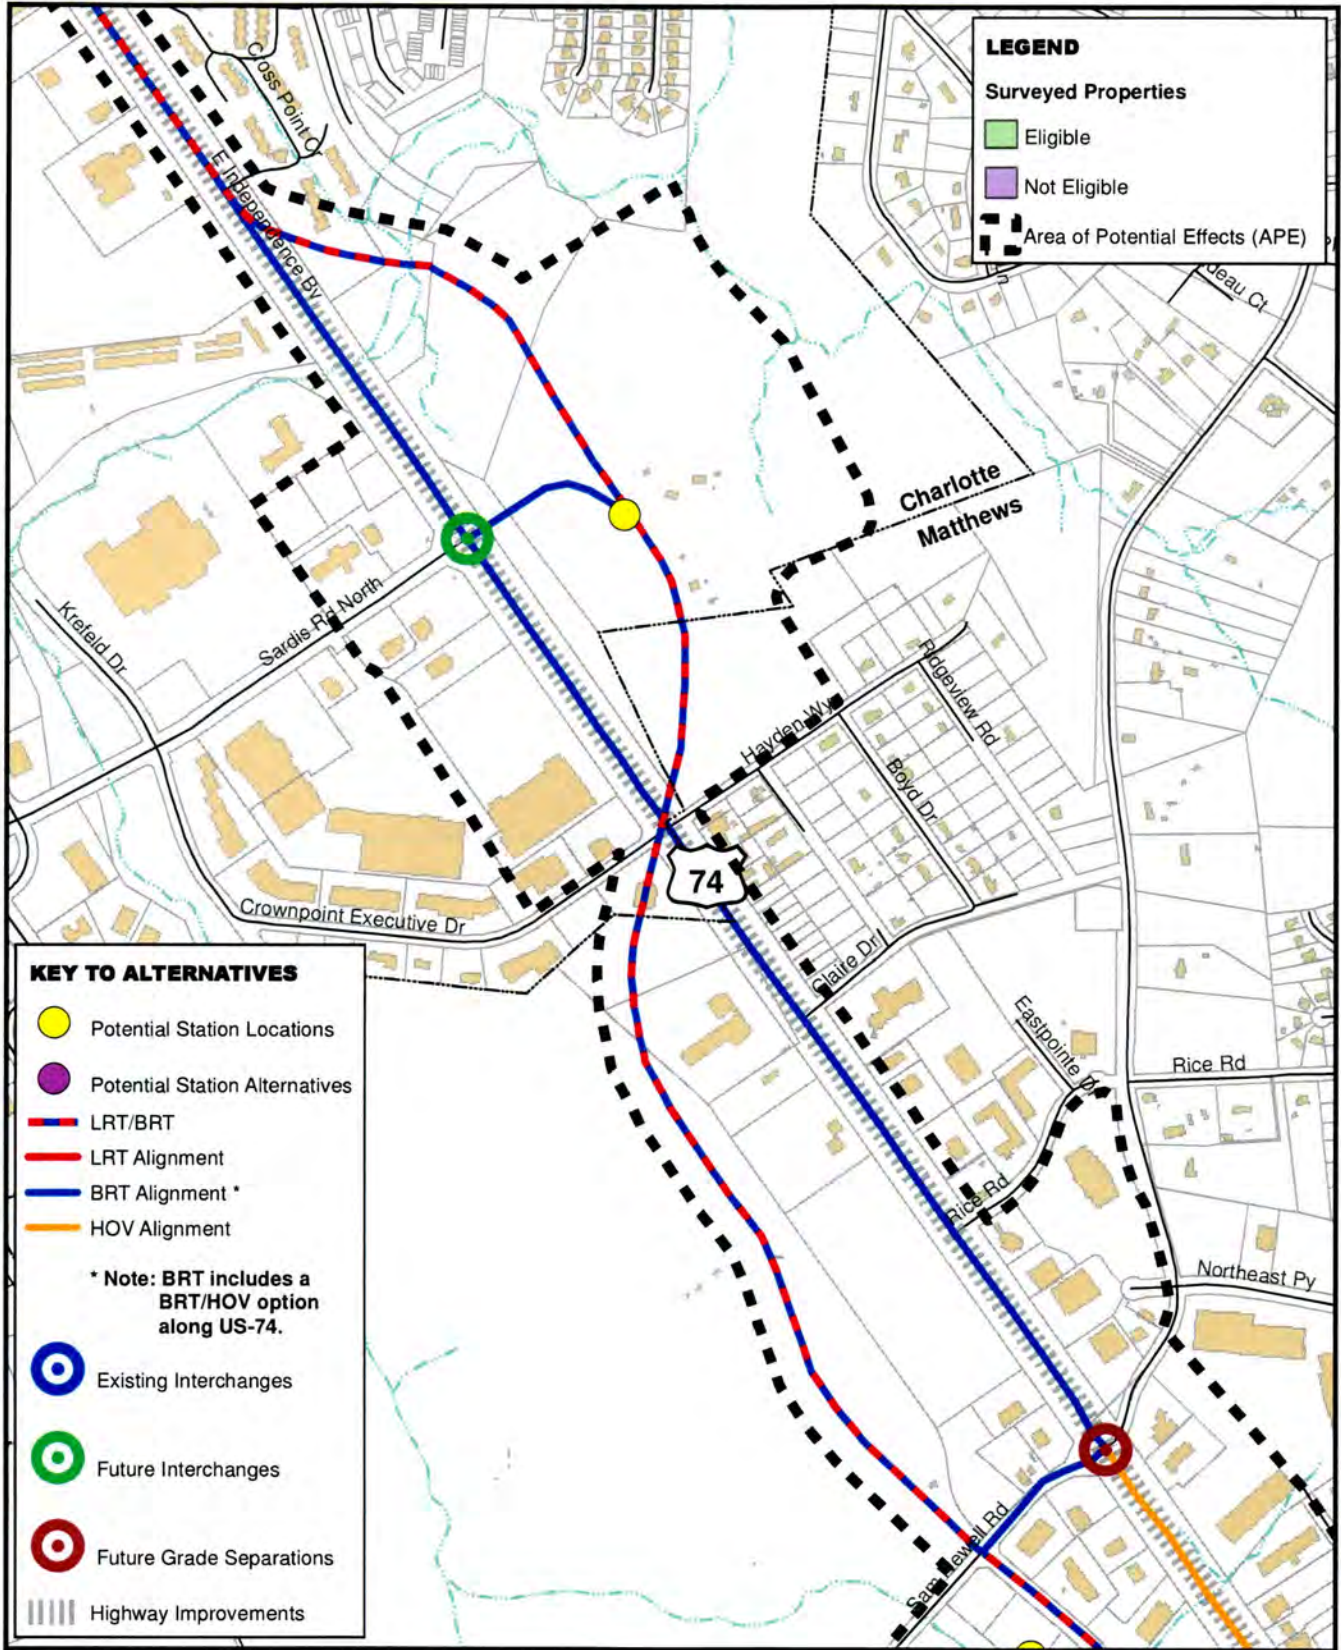 LEGEND
Surveyed Properties
Eligible
Not Eligible
Area of Potential Effects (APE)
Cross Point Cr
E Independence Bv
deau Ct
Charlotte
Matthews
Krefeld Dr
Sardis Rd North
Ridgeview Rd
Hayden Wy
Boyd Dr
74
Crownpoint Executive Dr
Claire Dr
Eastpointe Dr
Rice Rd
Rice Rd
Northeast Py
Sam Newell Rd
KEY TO ALTERNATIVES
Potential Station Locations
Potential Station Alternatives
LRT/BRT
LRT Alignment
BRT Alignment *
HOV Alignment
* Note: BRT includes a
BRT/HOV option
along US-74.
Existing Interchanges
Future Interchanges
Future Grade Separations
Highway Improvements